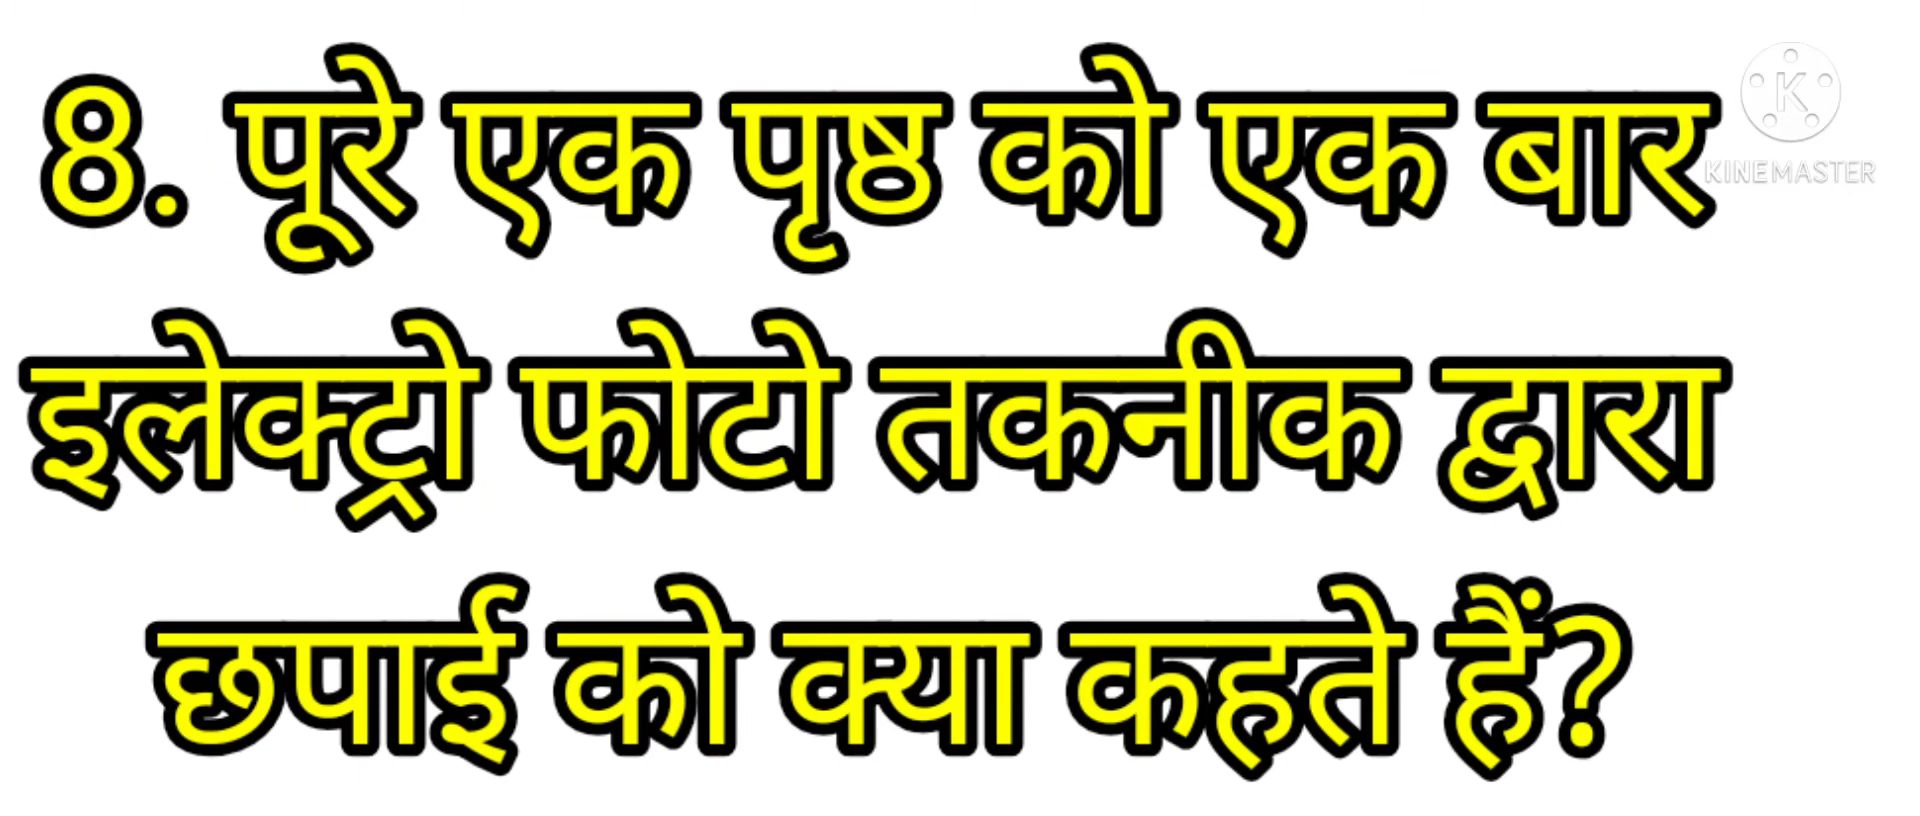 8. पूरे एक पृष्ठ को एक बार
K
KINEMASTER
इलेक्ट्रो फोटो तकनीक द्वारा
छपाई को क्या कहते हैं?